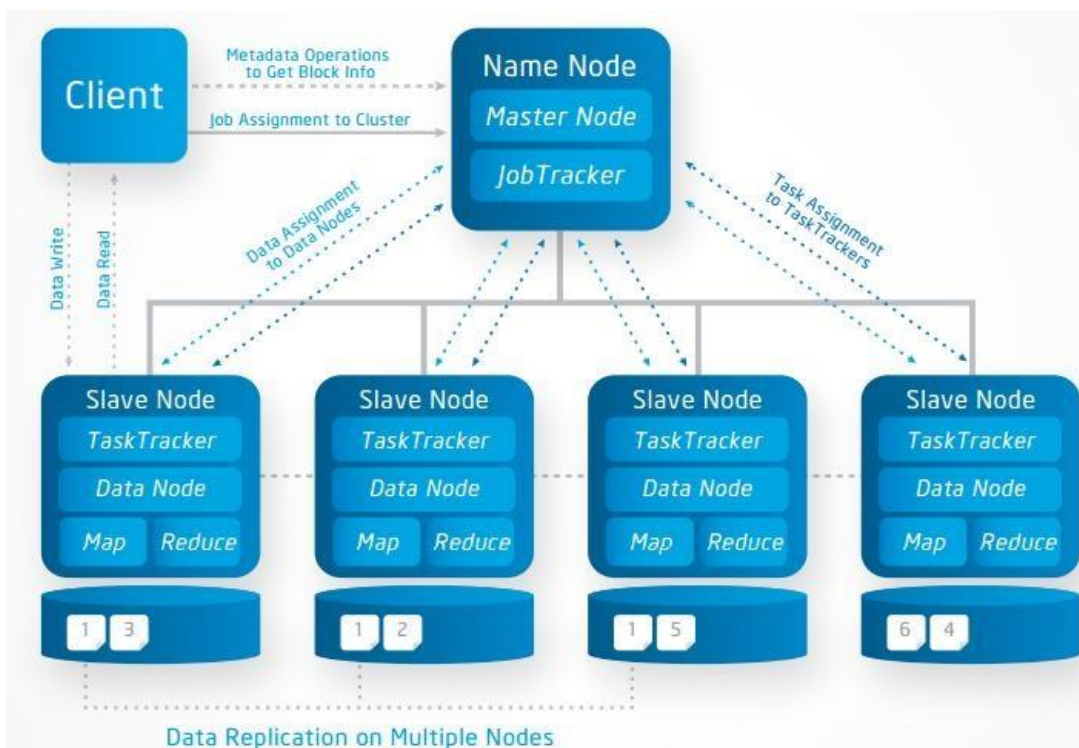 Client
Metadata Operations
to Get Block Info
Job Assignment to Cluster
Name Node
Master Node
JobTracker
Data Write
Data Read
Data Assignment
to Data Nodes
Task Assignment
to TaskTrackers
Slave Node
TaskTracker
Data Node
Map Reduce
1 3
Slave Node
TaskTracker
Data Node
Map Reduce
1 2
Slave Node
TaskTracker
Data Node
Map Reduce
1 5
Slave Node
TaskTracker
Data Node
Map Reduce
6 4
Data Replication on Multiple Nodes